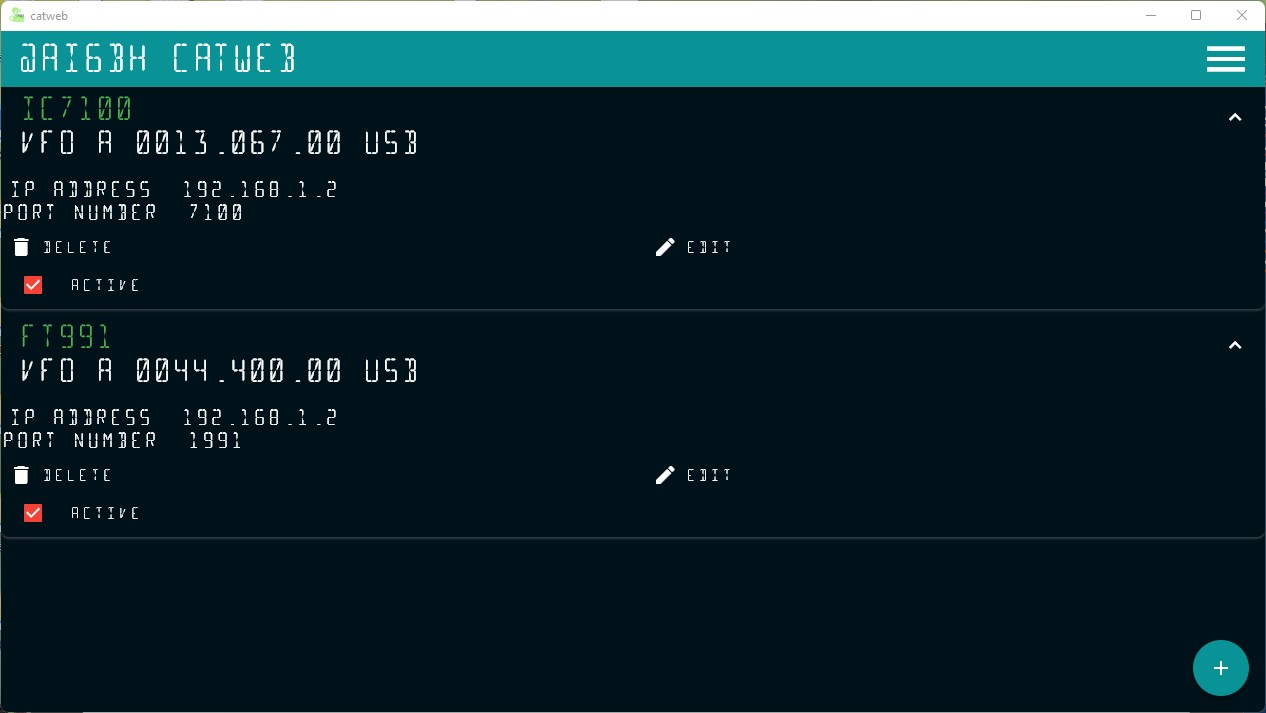 catweb
2AI6BH CATWEB
IC7100
VFO A 0013.067.00 USB
IP ADDRESS 192.168.1.2
PORT NUMBER 7100
DELETE EDIT
ACTIVE
FT991
VFO A 0044.400.00 USB
IP ADDRESS 192.168.1.2
PORT NUMBER 1991
DELETE EDIT
ACTIVE